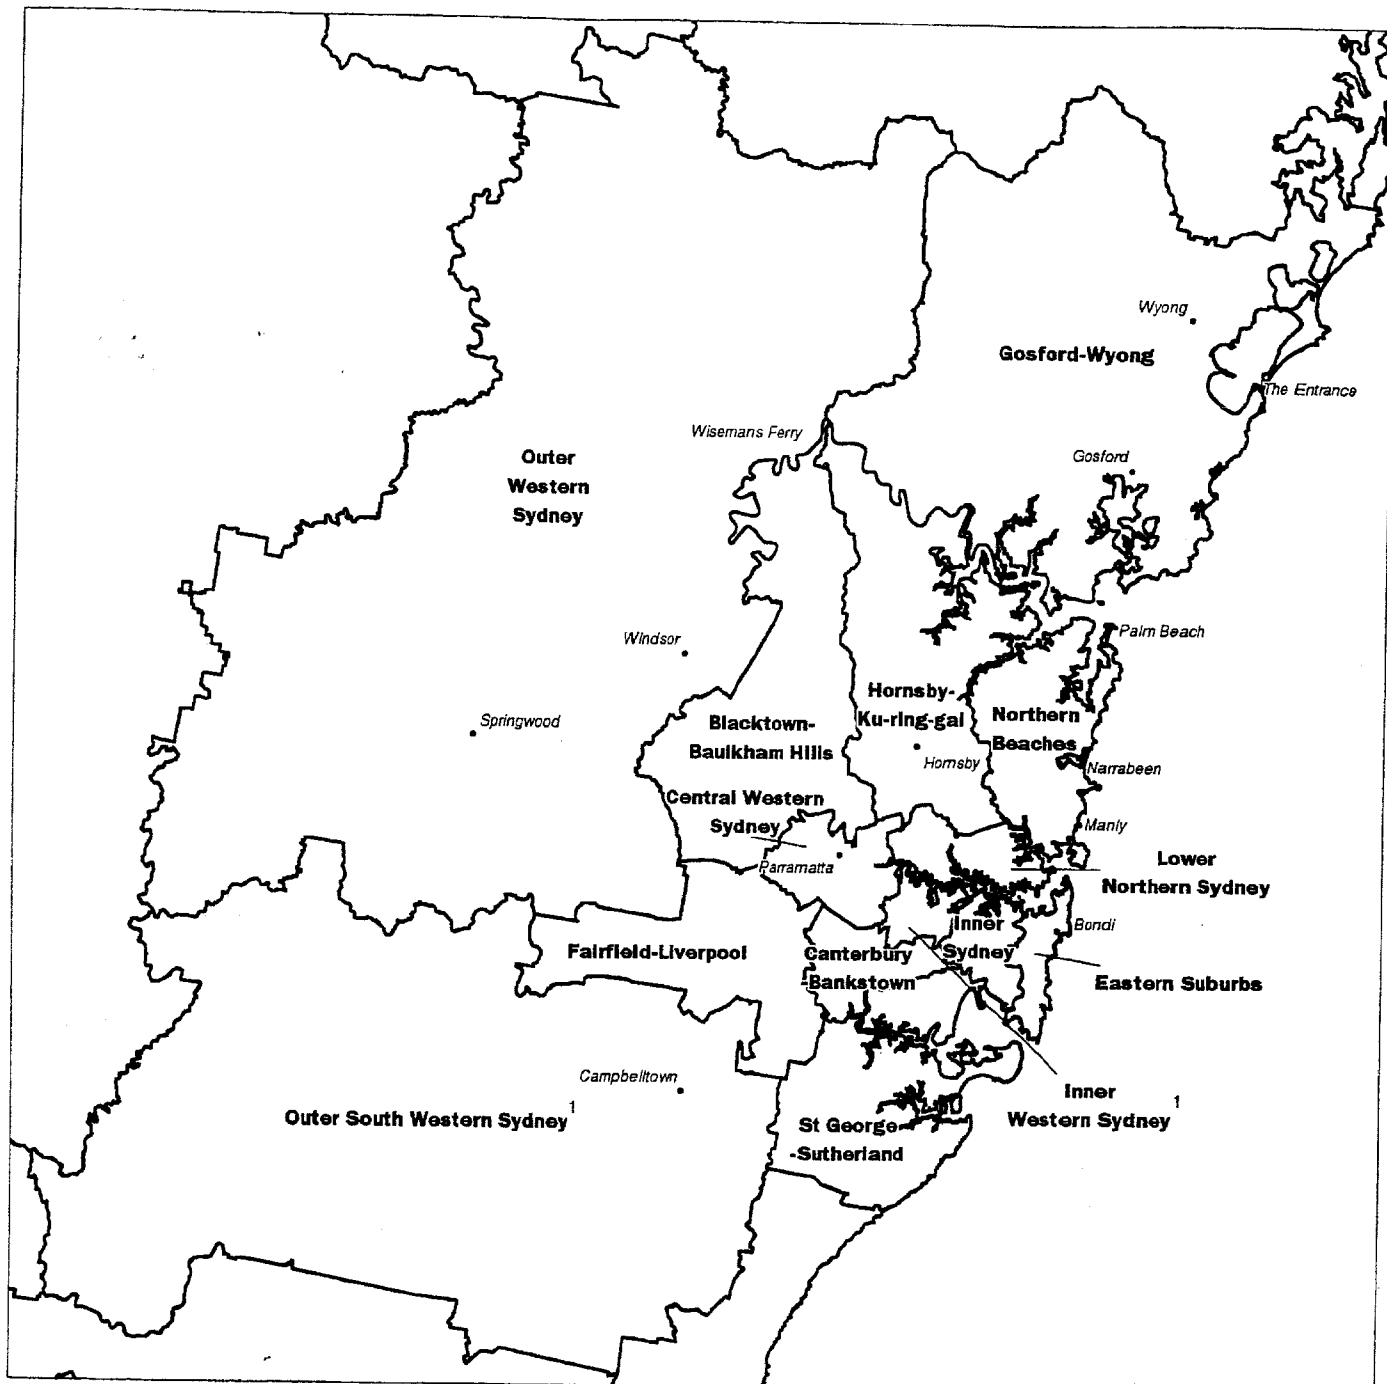 Wyong
Gosford-Wyong
The Entrance
Wisemans Ferry
Gosford
Outer
Western
Sydney
Palm Beach
Windsor
Hornsby-
Ku-ring-gai
Northern
Beaches
Springwood
Blacktown-
Baulkham Hills
Hornsby
Narrabeen
Central Western
Sydney
Manly
Parramatta
Lower
Northern Sydney
Bondi
Inner
Sydney
Fairfield-Liverpool
Canterbury
-Bankstown
Eastern Suburbs
Campbelltown
Outer South Western Sydney 1
Inner
Western Sydney 1
St George
-Sutherland